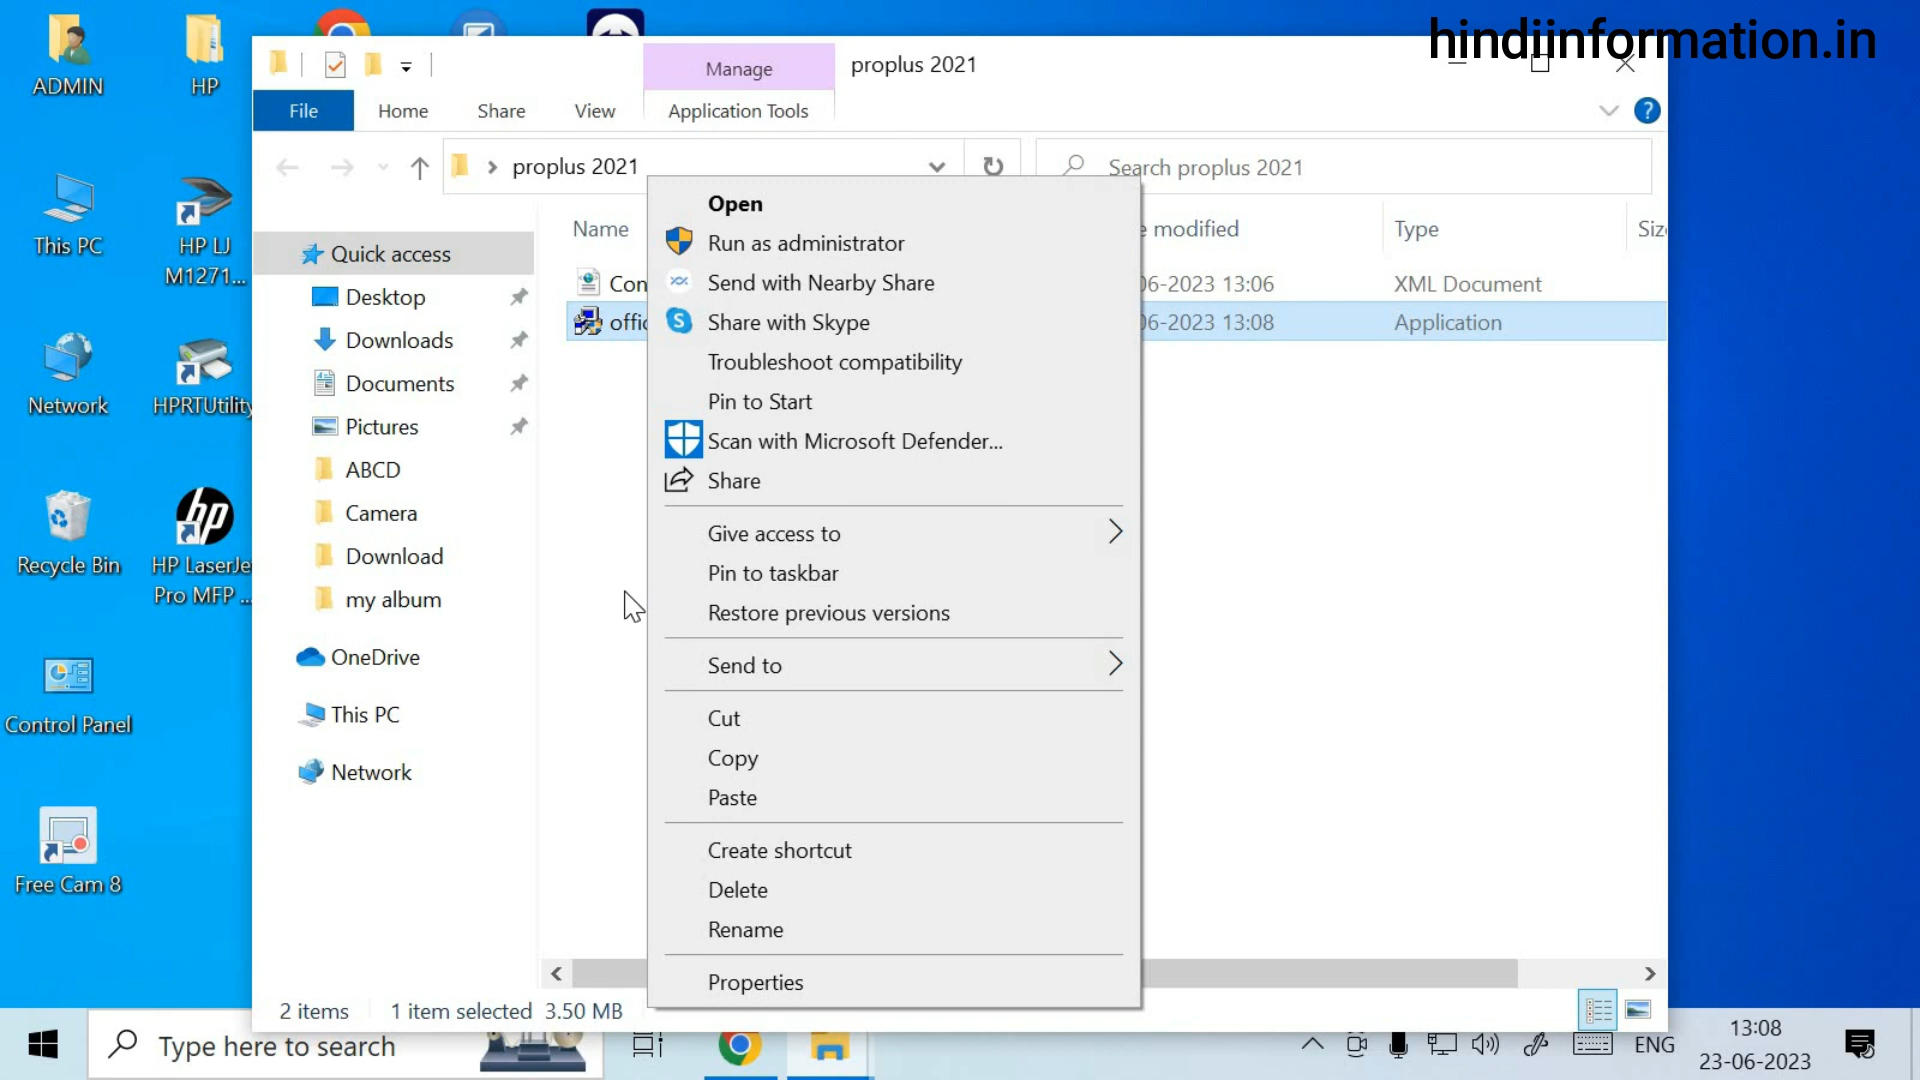 hindiinformation.in
ADMIN
HP
Manage
proplus 2021
File
Home
Share
View
Application Tools
proplus 2021
Search proplus 2021
This PC
HP LJ
M1271...
Quick access
Desktop
Downloads
Documents
Pictures
ABCD
Camera
Download
my album
OneDrive
This PC
Network
Name
modified
Type
06-2023 13:06
XML Document
06-2023 13:08
Application
Open
Run as administrator
Send with Nearby Share
Share with Skype
Troubleshoot compatibility
Pin to Start
Scan with Microsoft Defender...
Share
Give access to
Pin to taskbar
Restore previous versions
Send to
Cut
Copy
Paste
Create shortcut
Delete
Rename
Properties
Network
HPRTUtility
Recycle Bin
HP LaserJe
Pro MFP ...
Control Panel
Free Cam 8
2 items
1 item selected 3.50 MB
Type here to search
ENG
13:08
23-06-2023